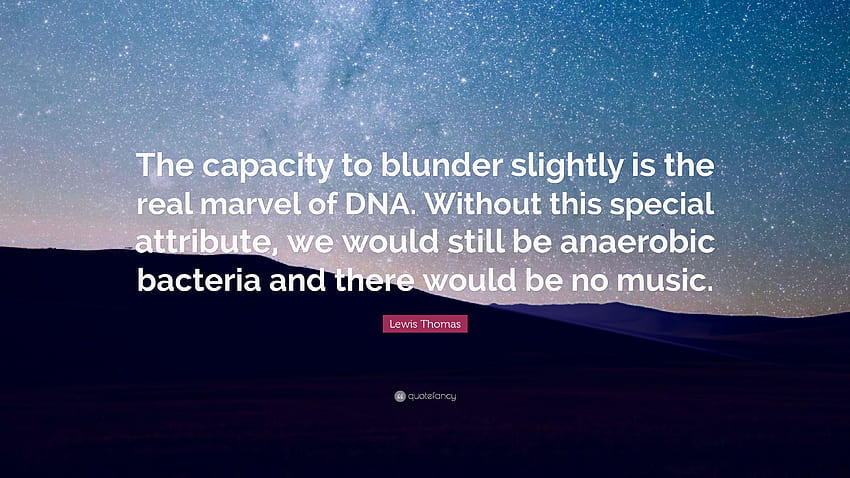 The capacity to blunder slightly is the
real marvel of DNA. Without this special
attribute, we would still be anaerobic
bacteria and there would be no music.
Lewis Thomas
quotefancy